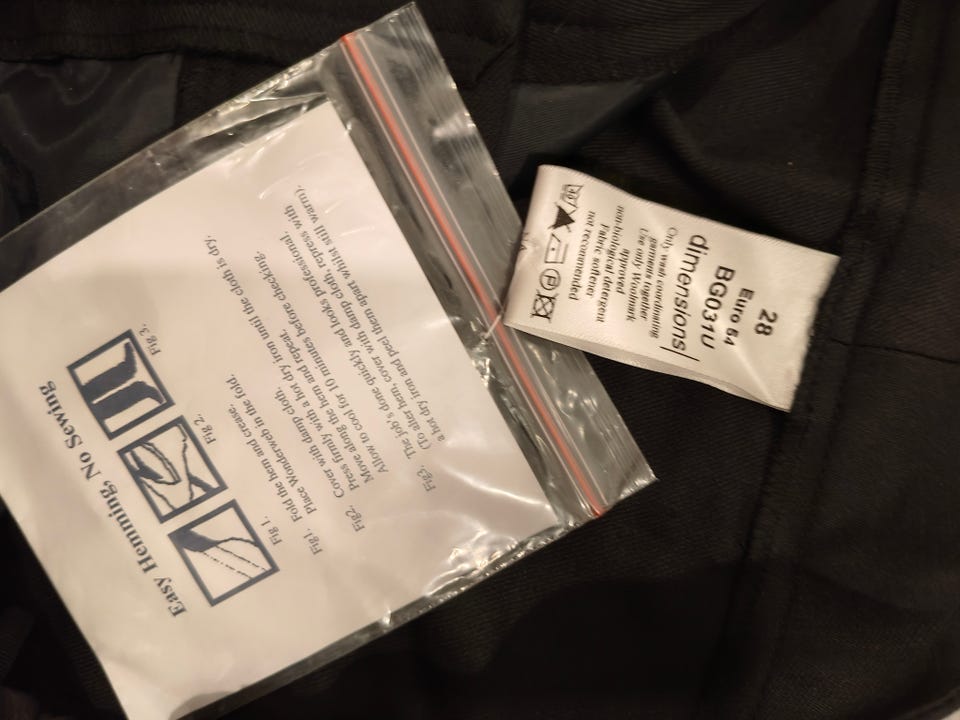 Easy Hemming, No Sewing
Fig 1.
Fig 2.
Fig 3.
Fig1. Fold the hem and crease.
Place Wonderweb in the fold.
Fig2. Cover with damp cloth.
Press firmly with a hot dry iron until the cloth is dry.
Move along the hem and repeat.
Allow to cool for 10 minutes before checking.
Fig3. The job's done quickly and looks professional.
(To alter hem, cover with damp cloth, repress with
a hot dry iron and peel them apart whilst still warm).
28
Euro 54
BG031U
dimensions
Only wash coordinating
garments together
Use only Woolmark
approved
non-biological detergent
Fabric softener
not recommended